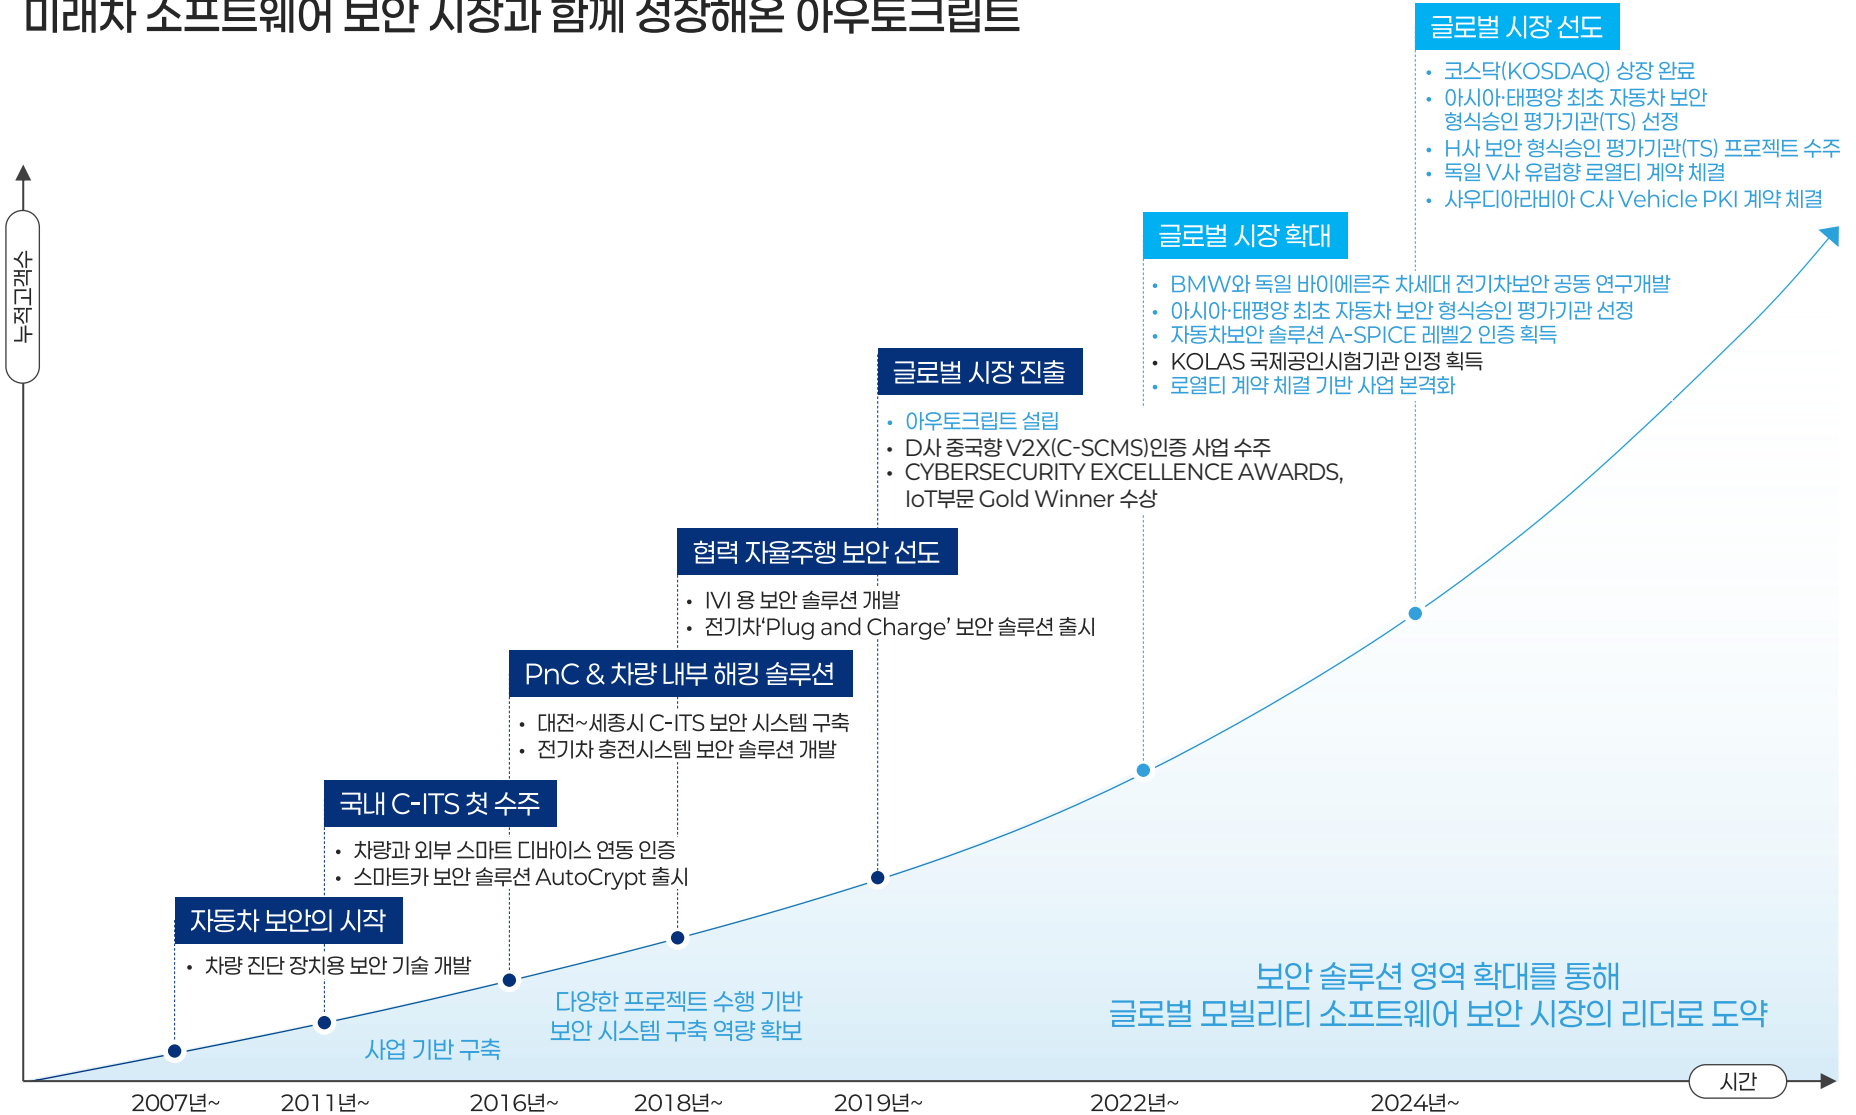 미래차 소프트웨어 보안 시장과 함께 성장해온 아우토크립트
글로벌 시장 선도
• 코스닥(KOSDAQ) 상장 완료
• 아시아·태평양 최초 자동차 보안
형식승인 평가기관(TS) 선정
• H사 보안 형식승인 평가기관(TS) 프로젝트 수주
• 독일 V사 유럽향 로열티 계약 체결
• 사우디아라비아 C사 Vehicle PKI 계약 체결
글로벌 시장 확대
• BMW와 독일 바이에른주 차세대 전기차보안 공동 연구개발
• 아시아·태평양 최초 자동차 보안 형식승인 평가기관 선정
• 자동차보안 솔루션 A-SPICE 레벨2 인증 획득
• KOLAS 국제공인시험기관 인정 획득
• 로열티 계약 체결 기반 사업 본격화
글로벌 시장 진출
• 아우토크립트 설립
• D사 중국향 V2X(C-SCMS)인증 사업 수주
• CYBERSECURITY EXCELLENCE AWARDS,
IoT부문 Gold Winner 수상
협력 자율주행 보안 선도
• IVI 용 보안 솔루션 개발
• 전기차‘Plug and Charge’ 보안 솔루션 출시
PnC & 차량 내부 해킹 솔루션
• 대전~세종시 C-ITS 보안 시스템 구축
• 전기차 충전시스템 보안 솔루션 개발
국내 C-ITS 첫 수주
• 차량과 외부 스마트 디바이스 연동 인증
• 스마트카 보안 솔루션 AutoCrypt 출시
자동차 보안의 시작
• 차량 진단 장치용 보안 기술 개발
누적고객수
사업 기반 구축
다양한 프로젝트 수행 기반
보안 시스템 구축 역량 확보
보안 솔루션 영역 확대를 통해
글로벌 모빌리티 소프트웨어 보안 시장의 리더로 도약
시간
2007년~ 2011년~ 2016년~ 2018년~ 2019년~ 2022년~ 2024년~